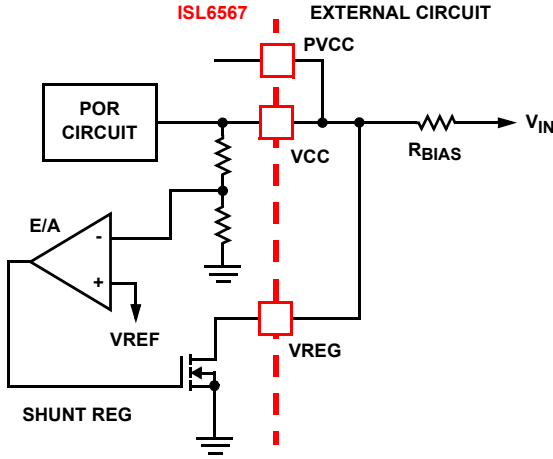 ISL6567 EXTERNAL CIRCUIT
PVCC
POR
CIRCUIT
VCC
RBIAS
VIN
E/A
-
+
VREF
VREG
SHUNT REG